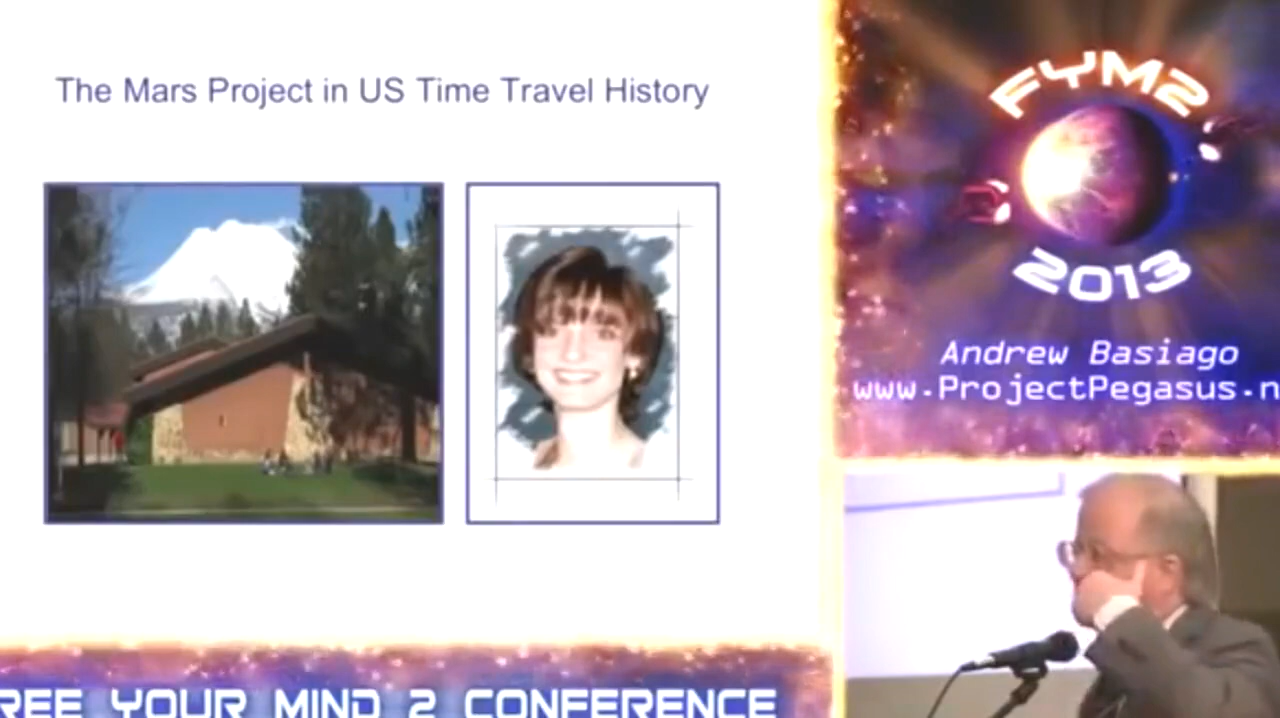 The Mars Project in US Time Travel History
FYM2
2013
Andrew Basiago
www.ProjectPegasus.n
REE YOUR MIND 2 CONFERENCE